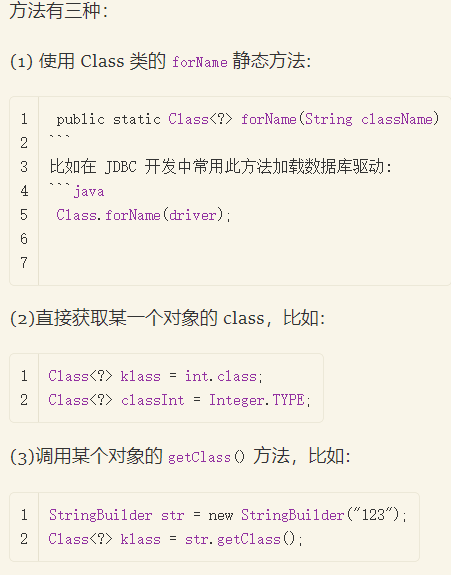 方法有三种：
(1) 使用 Class 类的 forName 静态方法：
1 public static Class<?> forName(String className)
2 ```
3 比如在 JDBC 开发中常用此方法加载数据库驱动：
4 ```java
5 Class.forName(driver);
6
7
(2)直接获取某一个对象的 class，比如：
1 Class<?> klass = int.class;
2 Class<?> classInt = Integer.TYPE;
(3)调用某个对象的 getClass() 方法，比如：
1 StringBuilder str = new StringBuilder("123");
2 Class<?> klass = str.getClass();